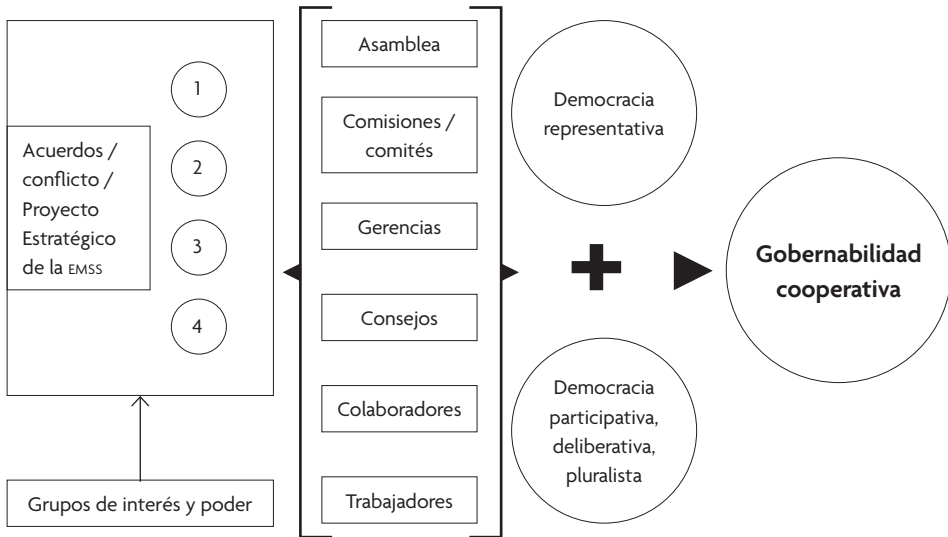 1
2
3
4
Acuerdos /
conflicto /
Proyecto
Estratégico
de la EMSS
Grupos de interés y poder
Asamblea
Comisiones /
comités
Gerencias
Consejos
Colaboradores
Trabajadores
Democracia
representativa
Democracia
participativa,
deliberativa,
pluralista
Gobernabilidad
cooperativa